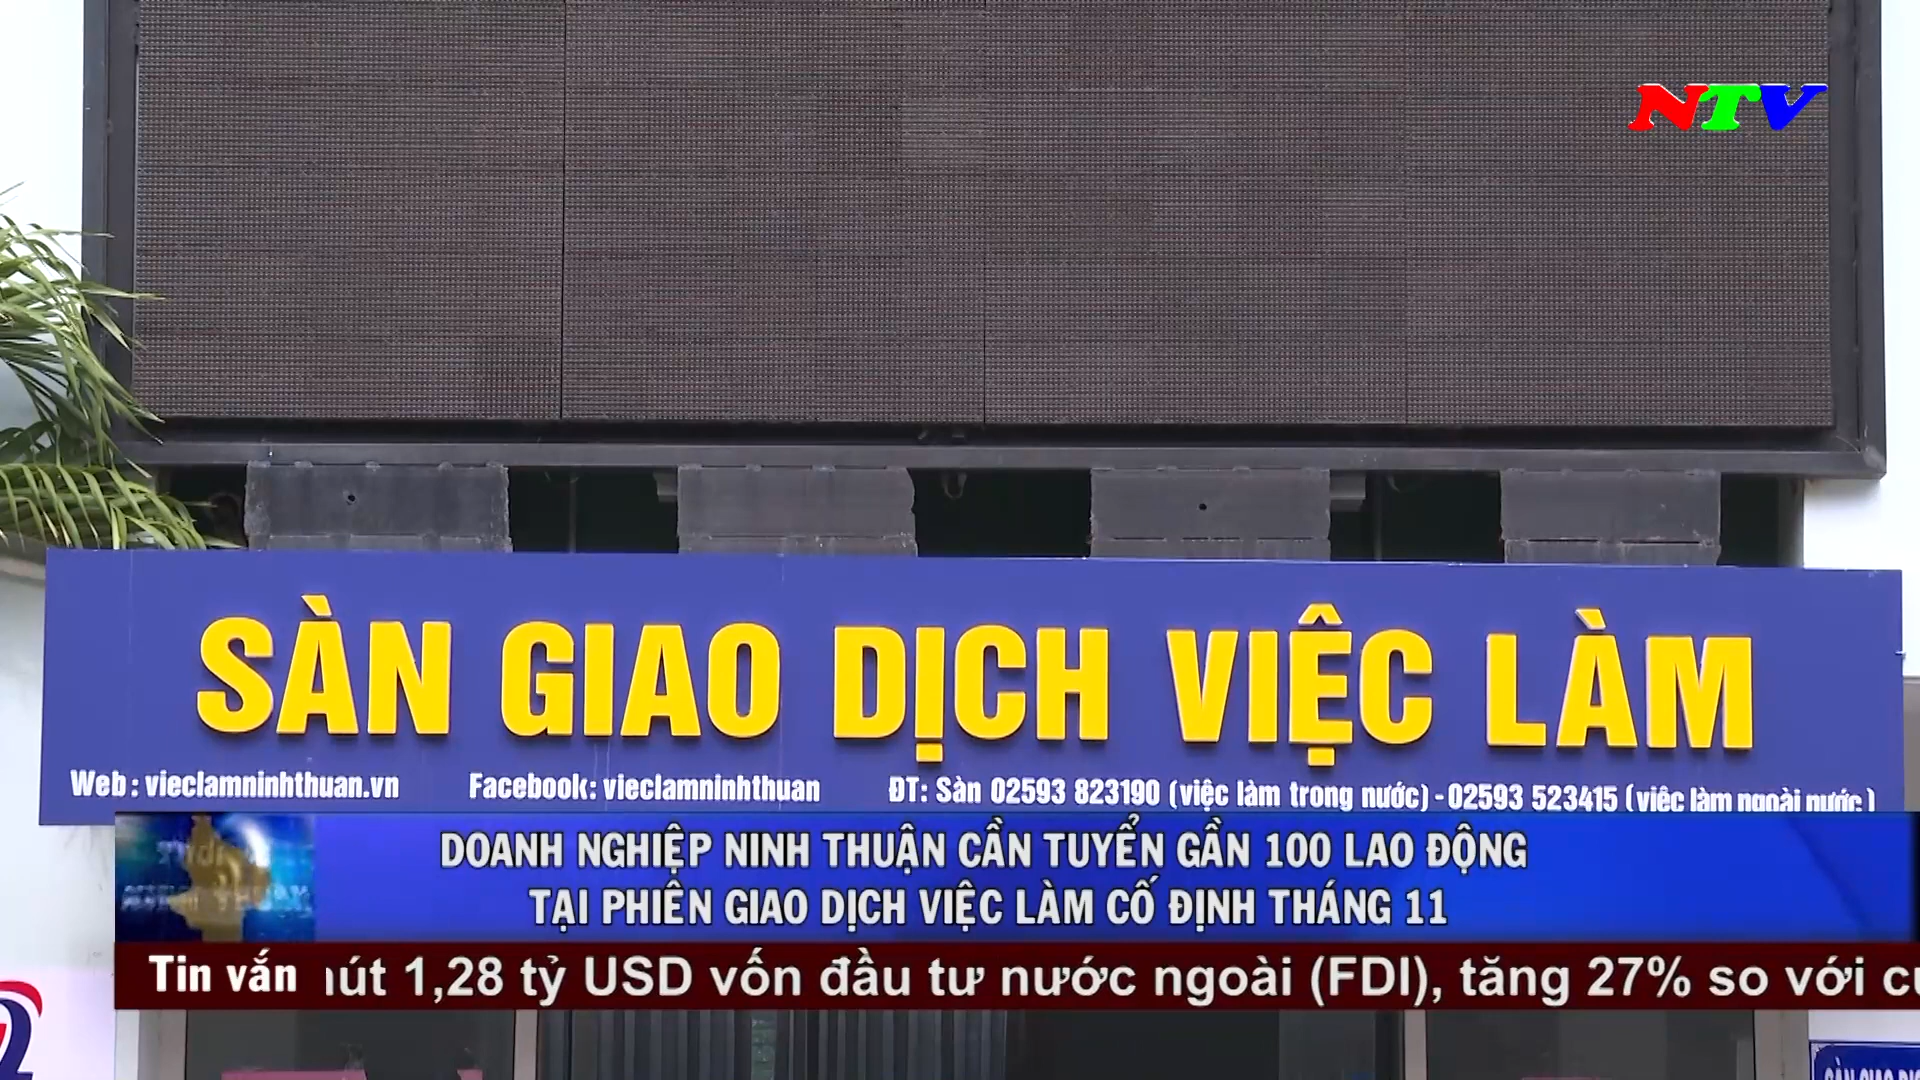 NTV
SÀN GIAO DỊCH VIỆC LÀM
Web : vieclamninhthuan.vn Facebook: vieclamninhthuan ĐT: Sàn 02593 823190 (việc làm trong nước) - 02593 523415 (việc làm ngoài nước)
DOANH NGHIỆP NINH THUẬN CẦN TUYỂN GẦN 100 LAO ĐỘNG
TẠI PHIÊN GIAO DỊCH VIỆC LÀM CỐ ĐỊNH THÁNG 11
Tin vắn 1,28 tỷ USD vốn đầu tư nước ngoài (FDI), tăng 27% so với